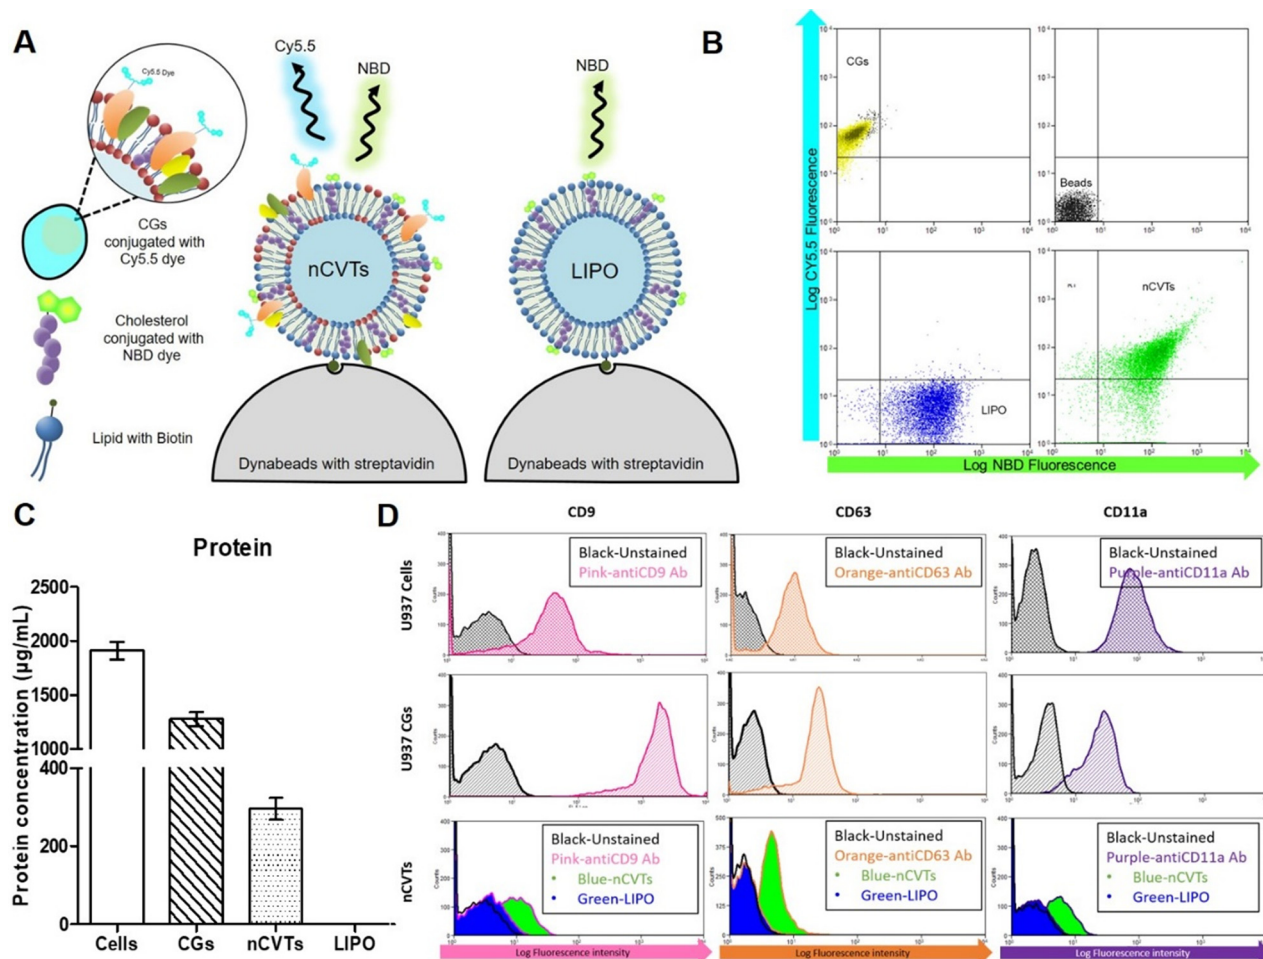 A
Cy5.5 Dye
CGs
conjugated with
Cy5.5 dye
Cholesterol
conjugated with
NBD dye
Lipid with Biotin
Cy5.5
NBD
nCVTs
Dynabeads with streptavidin
NBD
LIPO
Dynabeads with streptavidin
B
Log CY5.5 Fluorescence
CGs
Beads
LIPO
nCVTs
Log NBD Fluorescence
C
Protein
Protein concentration (µg/mL)
2500
2000
1500
1000
400
200
0
Cells
CGs
nCVTs
LIPO
D
CD9
CD63
CD11a
U937 Cells
Black-Unstained
Pink-antiCD9 Ab
Black-Unstained
Orange-antiCD63 Ab
Black-Unstained
Purple-antiCD11a Ab
U937 CGs
nCVTs
Black-Unstained
Pink-antiCD9 Ab
Blue-nCVTs
Green-LIPO
Black-Unstained
Orange-antiCD63 Ab
Blue-nCVTs
Green-LIPO
Black-Unstained
Purple-antiCD11a Ab
Blue-nCVTs
Green-LIPO
Log Fluorescence intensity
Log Fluorescence intensity
Log Fluorescence intensity